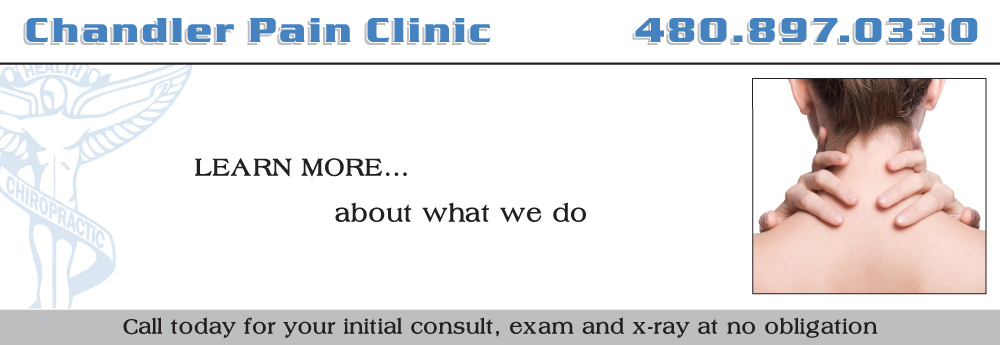 Chandler Pain Clinic
480.897.0330
HEALTH
CHIROPRACTIC
LEARN MORE...
about what we do
Call today for your initial consult, exam and x-ray at no obligation